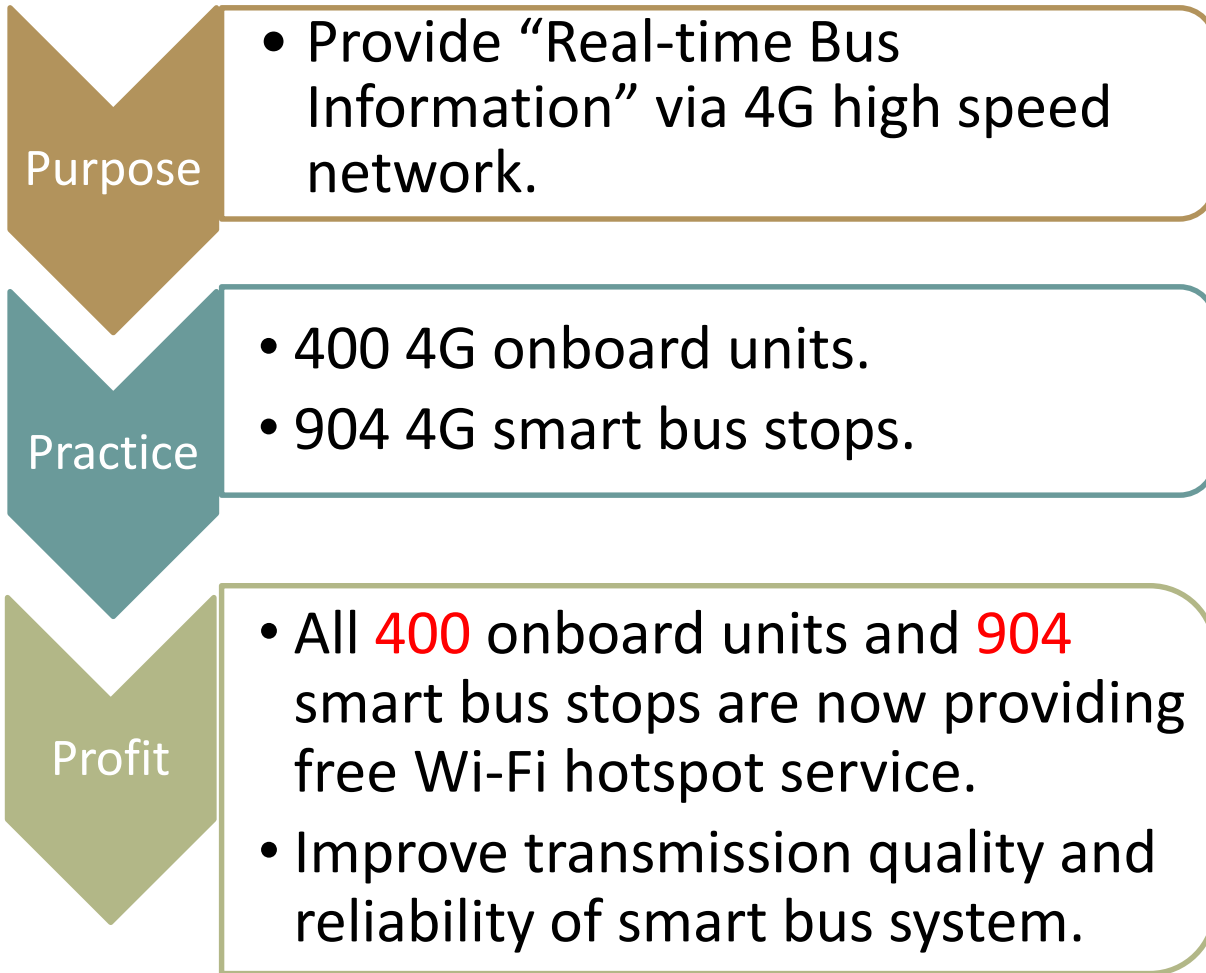 Purpose
• Provide “Real-time Bus
Information” via 4G high speed
network.
Practice
• 400 4G onboard units.
• 904 4G smart bus stops.
Profit
• All 400 onboard units and 904
smart bus stops are now providing
free Wi-Fi hotspot service.
• Improve transmission quality and
reliability of smart bus system.